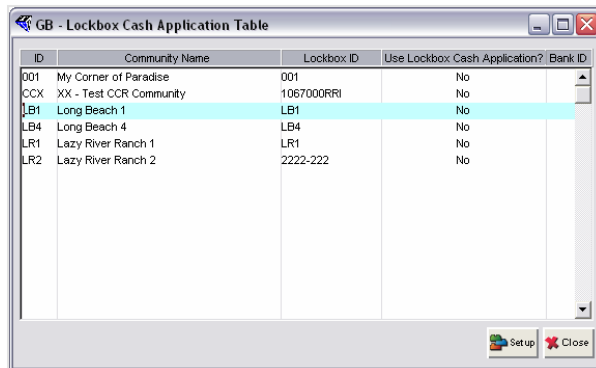 GB - Lockbox Cash Application Table
ID Community Name Lockbox ID Use Lockbox Cash Application? Bank ID
001 My Corner of Paradise 001 No
CCX XX - Test CCR Community 1067000RRI No
LB1 Long Beach 1 LB1 No
LB4 Long Beach 4 LB4 No
LR1 Lazy River Ranch 1 LR1 No
LR2 Lazy River Ranch 2 2222-222 No
Setup Close